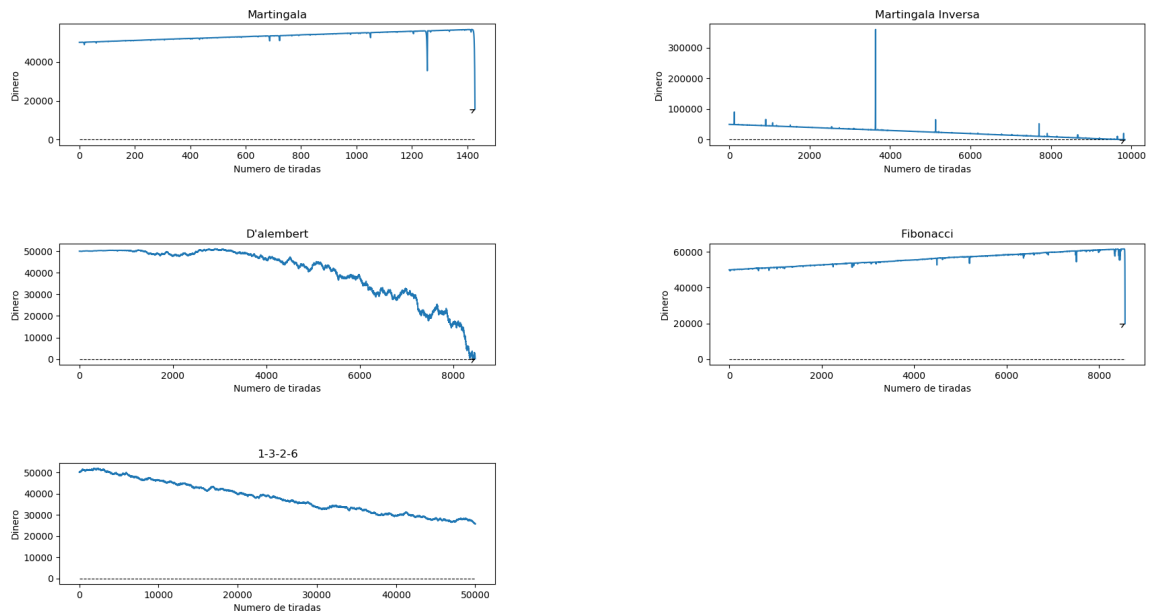 Martingala
Dinero
40000
20000
0
0 200 400 600 800 1000 1200 1400
Numero de tiradas
Martingala Inversa
Dinero
300000
200000
100000
0
0 2000 4000 6000 8000 10000
Numero de tiradas
D'alembert
Dinero
50000
40000
30000
20000
10000
0
0 2000 4000 6000 8000
Numero de tiradas
Fibonacci
Dinero
60000
40000
20000
0
0 2000 4000 6000 8000
Numero de tiradas
1-3-2-6
Dinero
50000
40000
30000
20000
10000
0
0 10000 20000 30000 40000 50000
Numero de tiradas